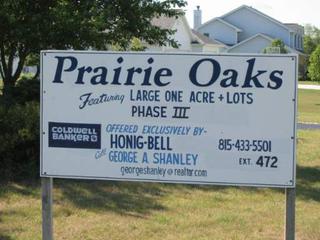 Prairie Oaks
Featuring LARGE ONE ACRE + LOTS
PHASE III
COLDWELL
BANKER
OFFERED EXCLUSIVELY BY-
HONIG-BELL
815-433-5501
Call GEORGE A. SHANLEY
EXT. 472
georgeshanley@realtor.com